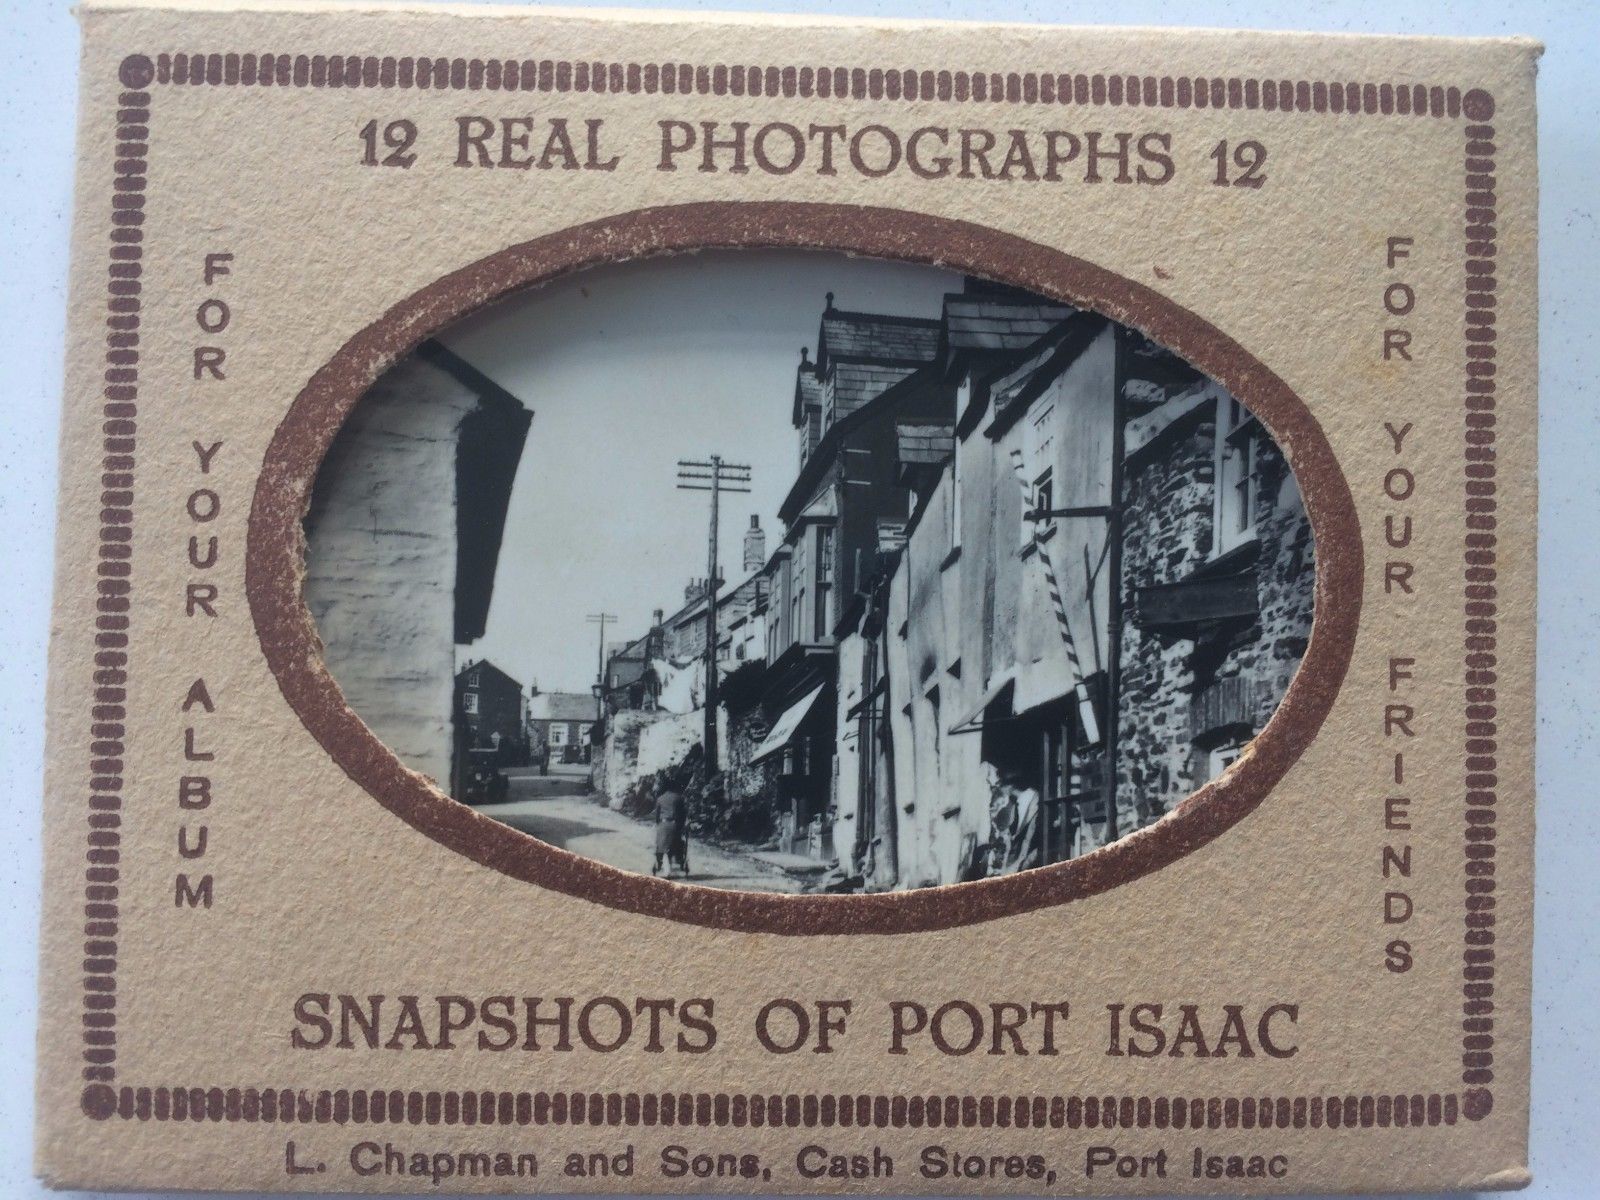 12 REAL PHOTOGRAPHS 12
FOR YOUR ALBUM
FOR YOUR FRIENDS
SNAPSHOTS OF PORT ISAAC
L. Chapman and Sons, Cash Stores, Port Isaac